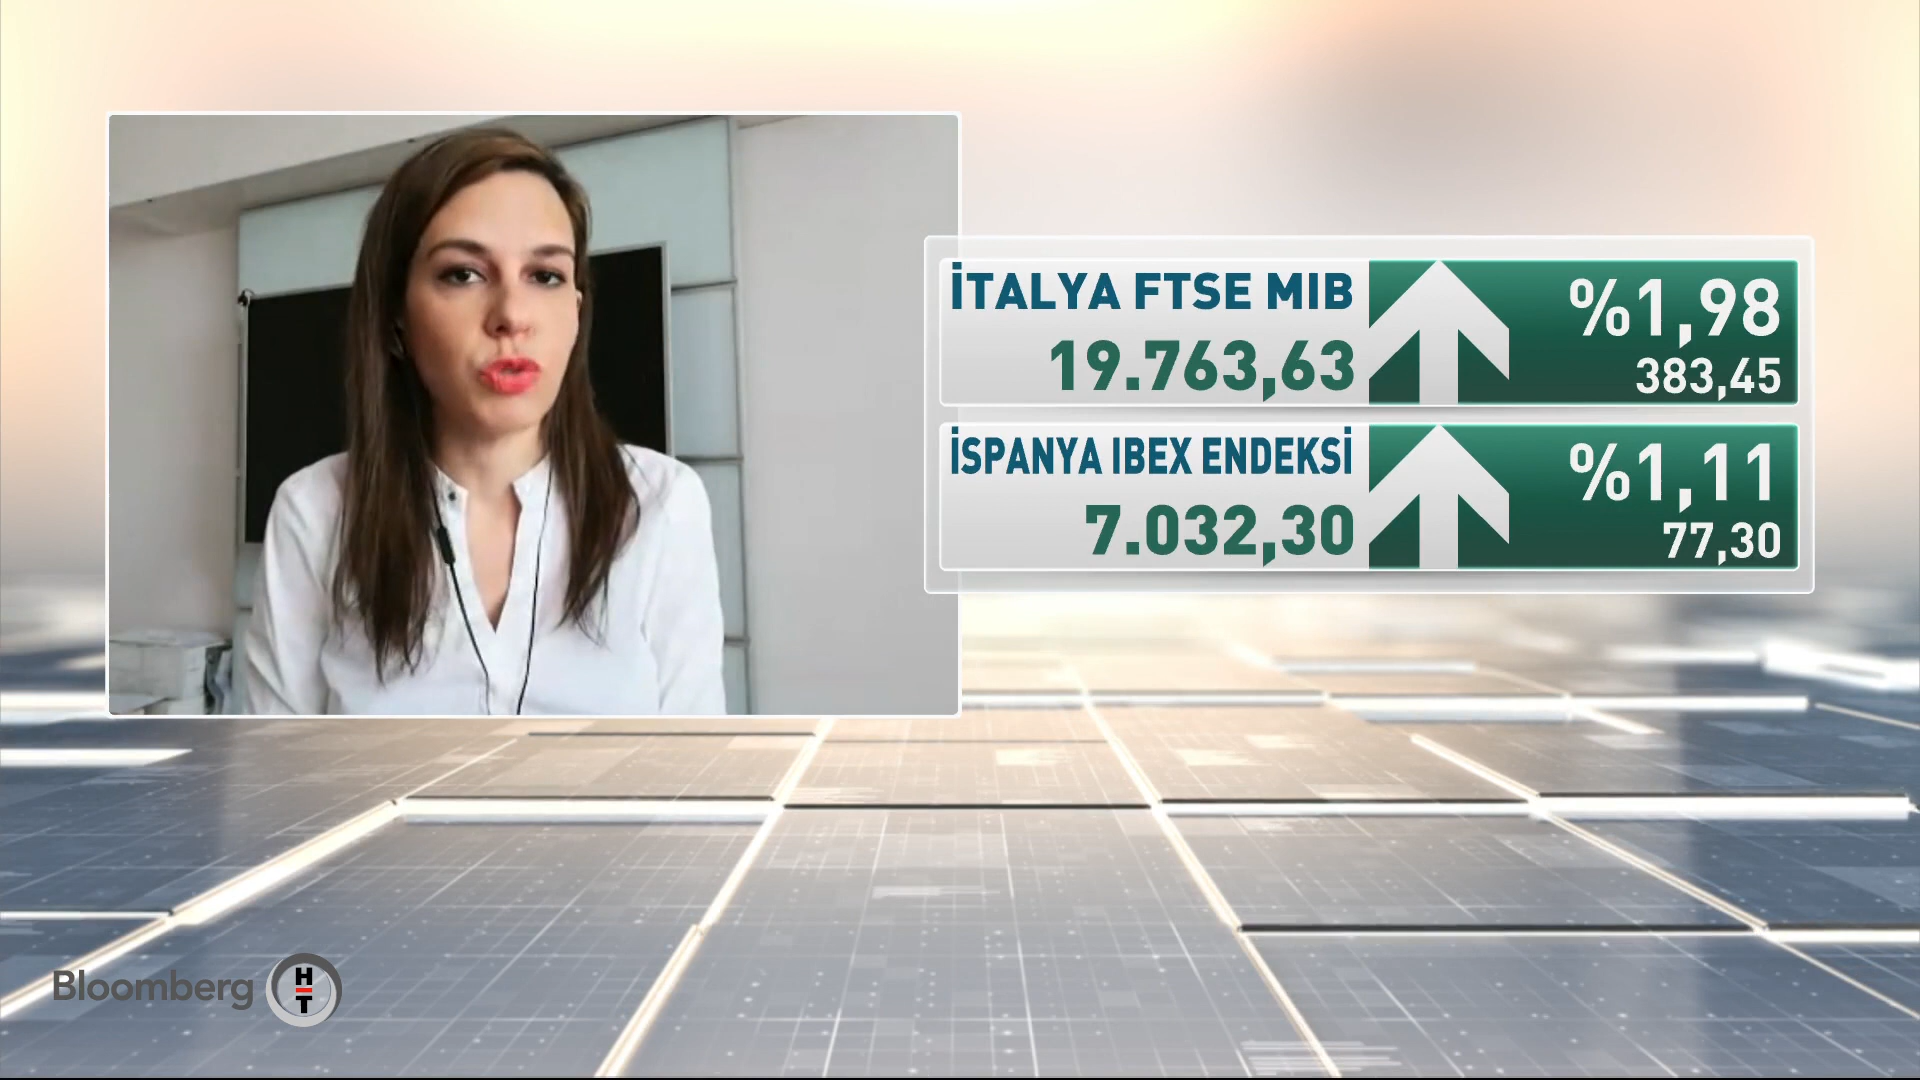 İTALYA FTSE MIB
%1,98
19.763,63
383,45
İSPANYA IBEX ENDEKSİ
%1,11
7.032,30
77,30
Bloomberg HT